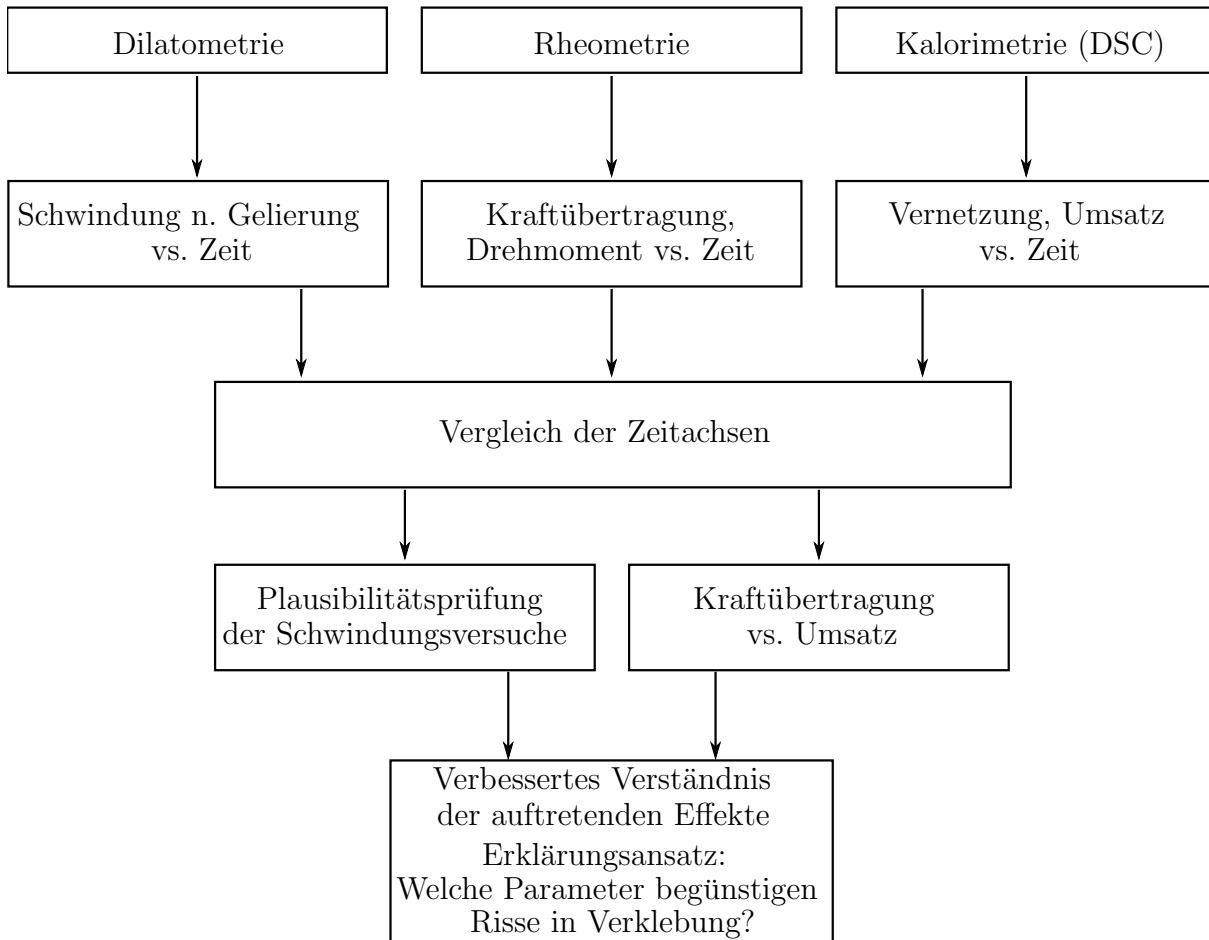 Dilatometrie
Rheometrie
Kalorimetrie (DSC)
Schwindung n. Gelierung
vs. Zeit
Kraftübertragung,
Drehmoment vs. Zeit
Vernetzung, Umsatz
vs. Zeit
Vergleich der Zeitachsen
Plausibilitätsprüfung
der Schwindungsversuche
Kraftübertragung
vs. Umsatz
Verbessertes Verständnis
der auftretenden Effekte
Erklärungsansatz:
Welche Parameter begünstigen
Risse in Verklebung?